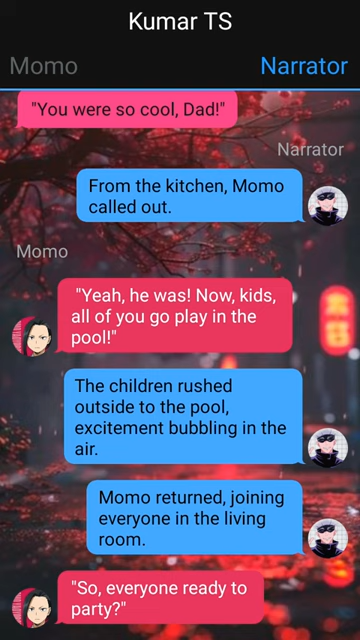 Kumar TS
Momo
Narrator
"You were so cool, Dad!"
Narrator
From the kitchen, Momo
called out.
Momo
"Yeah, he was! Now, kids,
all of you go play in the
pool!"
The children rushed
outside to the pool,
excitement bubbling in the
air.
Momo returned, joining
everyone in the living
room.
"So, everyone ready to
party?"